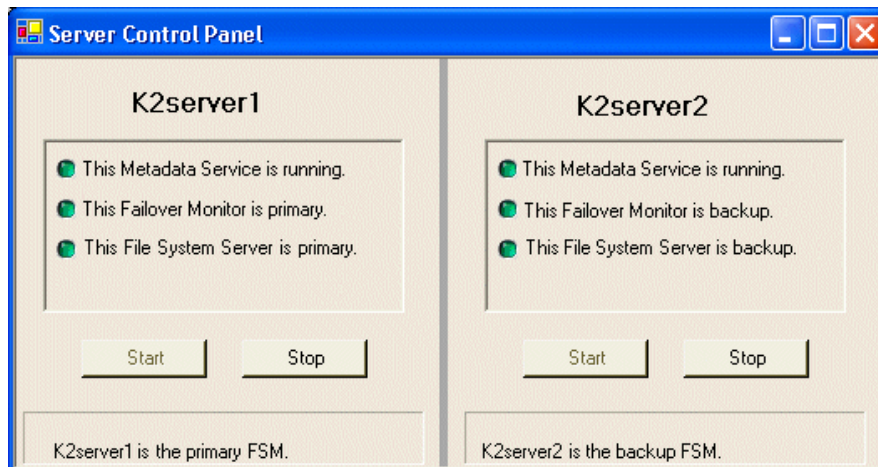 Server Control Panel
K2server1
This Metadata Service is running.
This Failover Monitor is primary.
This File System Server is primary.
Start
Stop
K2server1 is the primary FSM.
K2server2
This Metadata Service is running.
This Failover Monitor is backup.
This File System Server is backup.
Start
Stop
K2server2 is the backup FSM.